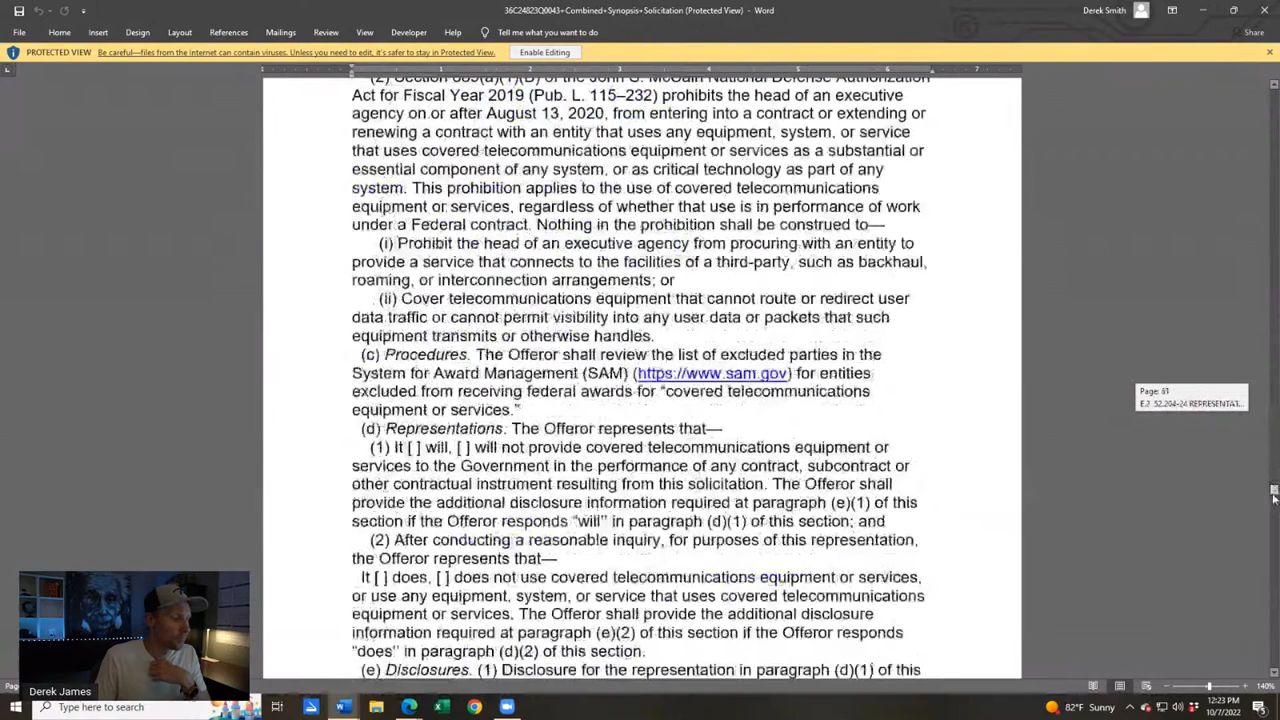 36C24823Q0043+Combined+Synopsis+Solicitation (Protected View) - Word
Derek Smith
File Home Insert Design Layout References Mailings Review View Developer Help Tell me what you want to do
Share
PROTECTED VIEW Be careful—files from the Internet can contain viruses. Unless you need to edit, it's safer to stay in Protected View. Enable Editing
1 1 2 3 4 5 6 7
(2) Section 889(a)(1)(B) of the John S. McCain National Defense Authorization
Act for Fiscal Year 2019 (Pub. L. 115–232) prohibits the head of an executive
agency on or after August 13, 2020, from entering into a contract or extending or
renewing a contract with an entity that uses any equipment, system, or service
that uses covered telecommunications equipment or services as a substantial or
essential component of any system, or as critical technology as part of any
system. This prohibition applies to the use of covered telecommunications
equipment or services, regardless of whether that use is in performance of work
under a Federal contract. Nothing in the prohibition shall be construed to—
(i) Prohibit the head of an executive agency from procuring with an entity to
provide a service that connects to the facilities of a third-party, such as backhaul,
roaming, or interconnection arrangements; or
(ii) Cover telecommunications equipment that cannot route or redirect user
data traffic or cannot permit visibility into any user data or packets that such
equipment transmits or otherwise handles.
(c) Procedures. The Offeror shall review the list of excluded parties in the
System for Award Management (SAM) (https://www.sam.gov) for entities
excluded from receiving federal awards for “covered telecommunications
equipment or services.”
(d) Representations. The Offeror represents that—
(1) It [ ] will, [ ] will not provide covered telecommunications equipment or
services to the Government in the performance of any contract, subcontract or
other contractual instrument resulting from this solicitation. The Offeror shall
provide the additional disclosure information required at paragraph (e)(1) of this
section if the Offeror responds “will” in paragraph (d)(1) of this section; and
(2) After conducting a reasonable inquiry, for purposes of this representation,
the Offeror represents that—
It [ ] does, [ ] does not use covered telecommunications equipment or services,
or use any equipment, system, or service that uses covered telecommunications
equipment or services. The Offeror shall provide the additional disclosure
information required at paragraph (e)(2) of this section if the Offeror responds
“does” in paragraph (d)(2) of this section.
(e) Disclosures. (1) Disclosure for the representation in paragraph (d)(1) of this
Page: 61
E.7 52.204-24 REPRESENTAT...
Derek James
140%
Type here to search
82°F Sunny
12:23 PM
10/7/2022